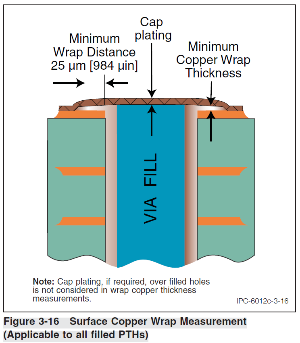 Cap
plating
Minimum
Wrap Distance
25 µm [984 µin]
Minimum
Copper Wrap
Thickness
VIA FILL
Note: Cap plating, if required, over filled holes
is not considered in wrap copper thickness
measurements.
IPC-6012c-3-16
Figure 3-16 Surface Copper Wrap Measurement
(Applicable to all filled PTHs)